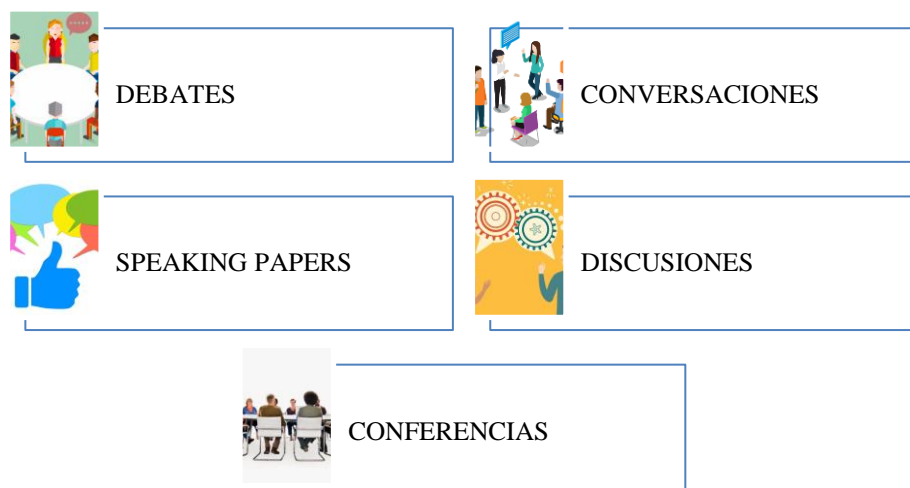 DEBATES
CONVERSACIONES
SPEAKING PAPERS
DISCUSIONES
CONFERENCIAS